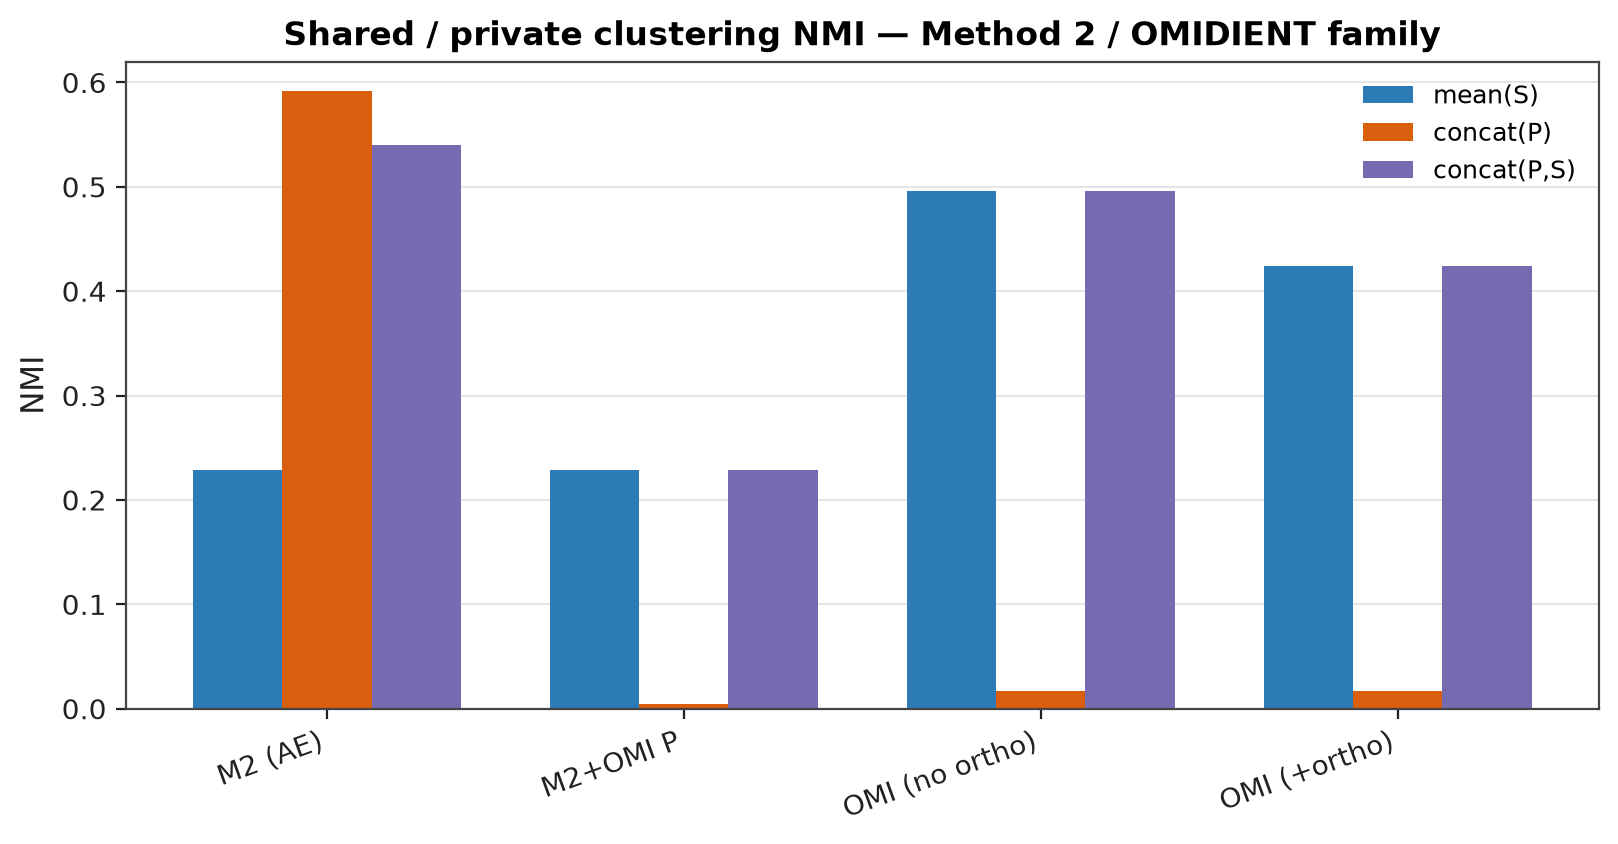 Shared / private clustering NMI — Method 2 / OMIDIENT family
mean(S)
concat(P)
concat(P,S)
NMI
0.6
0.5
0.4
0.3
0.2
0.1
0.0
M2 (AE)
M2+OMI P
OMI (no ortho)
OMI (+ortho)